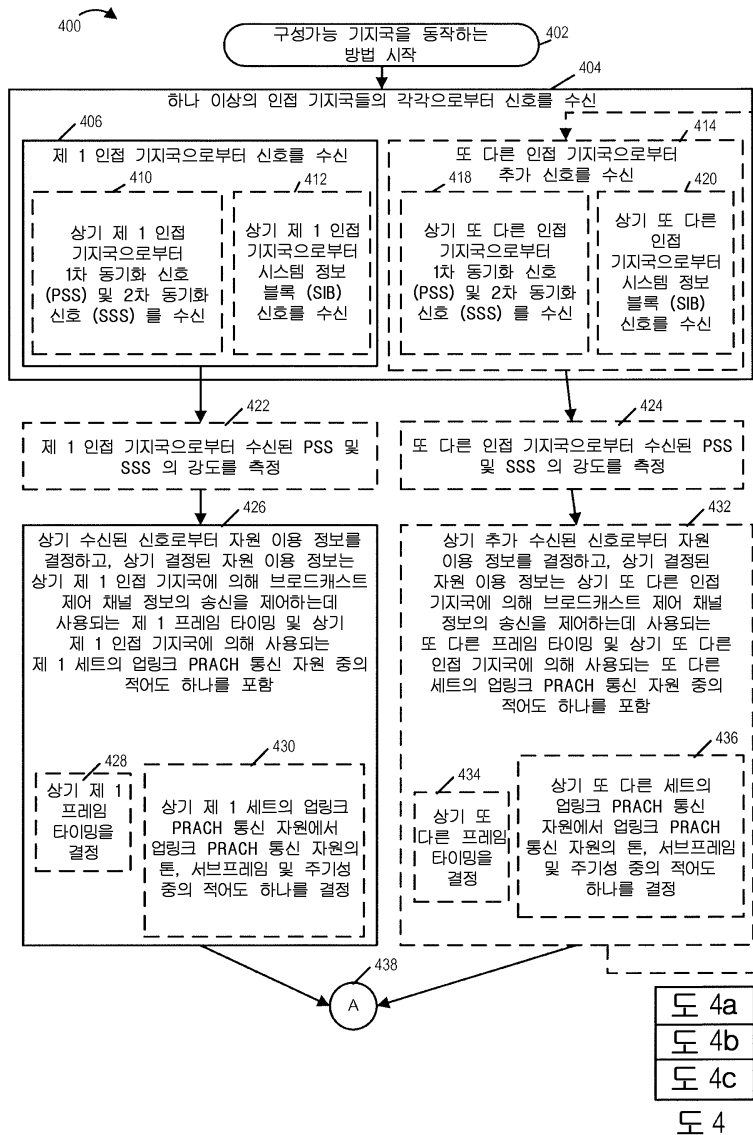 400
구성가능 기지국을 동작하는
방법 시작
402
404
하나 이상의 인접 기지국들의 각각으로부터 신호를 수신
406
제 1 인접 기지국으로부터 신호를 수신
410
상기 제 1 인접
기지국으로부터
1차 동기화 신호
(PSS) 및 2차 동기화
신호 (SSS) 를 수신
412
상기 제 1 인접
기지국으로부터
시스템 정보
블록 (SIB)
신호를 수신
414
또 다른 인접 기지국으로부터
추가 신호를 수신
418
상기 또 다른 인접
기지국으로부터
1차 동기화 신호
(PSS) 및 2차 동기화
신호 (SSS) 를 수신
420
상기 또 다른
인접
기지국으로부터
시스템 정보
블록 (SIB)
신호를 수신
422
제 1 인접 기지국으로부터 수신된 PSS 및
SSS 의 강도를 측정
424
또 다른 인접 기지국으로부터 수신된 PSS
및 SSS 의 강도를 측정
426
상기 수신된 신호로부터 자원 이용 정보를
결정하고, 상기 결정된 자원 이용 정보는
상기 제 1 인접 기지국에 의해 브로드캐스트
제어 채널 정보의 송신을 제어하는데
사용되는 제 1 프레임 타이밍 및 상기
제 1 인접 기지국에 의해 사용되는
제 1 세트의 업링크 PRACH 통신 자원 중의
적어도 하나를 포함
428
상기 제 1
프레임
타이밍을
결정
430
상기 제 1 세트의 업링크
PRACH 통신 자원에서
업링크 PRACH 통신 자원의
톤, 서브프레임 및 주기성
중의 적어도 하나를 결정
432
상기 추가 수신된 신호로부터 자원
이용 정보를 결정하고, 상기 결정된
자원 이용 정보는 상기 또 다른 인접
기지국에 의해 브로드캐스트 제어 채널
정보의 송신을 제어하는데 사용되는
또 다른 프레임 타이밍 및 상기 또 다른
인접 기지국에 의해 사용되는 또 다른
세트의 업링크 PRACH 통신 자원 중의
적어도 하나를 포함
434
상기 또
다른 프레임
타이밍을
결정
436
상기 또 다른 세트의
업링크 PRACH 통신
자원에서 업링크 PRACH
통신 자원의 톤, 서브프레임
및 주기성 중의 적어도
하나를 결정
438
A
도 4a
도 4b
도 4c
도 4